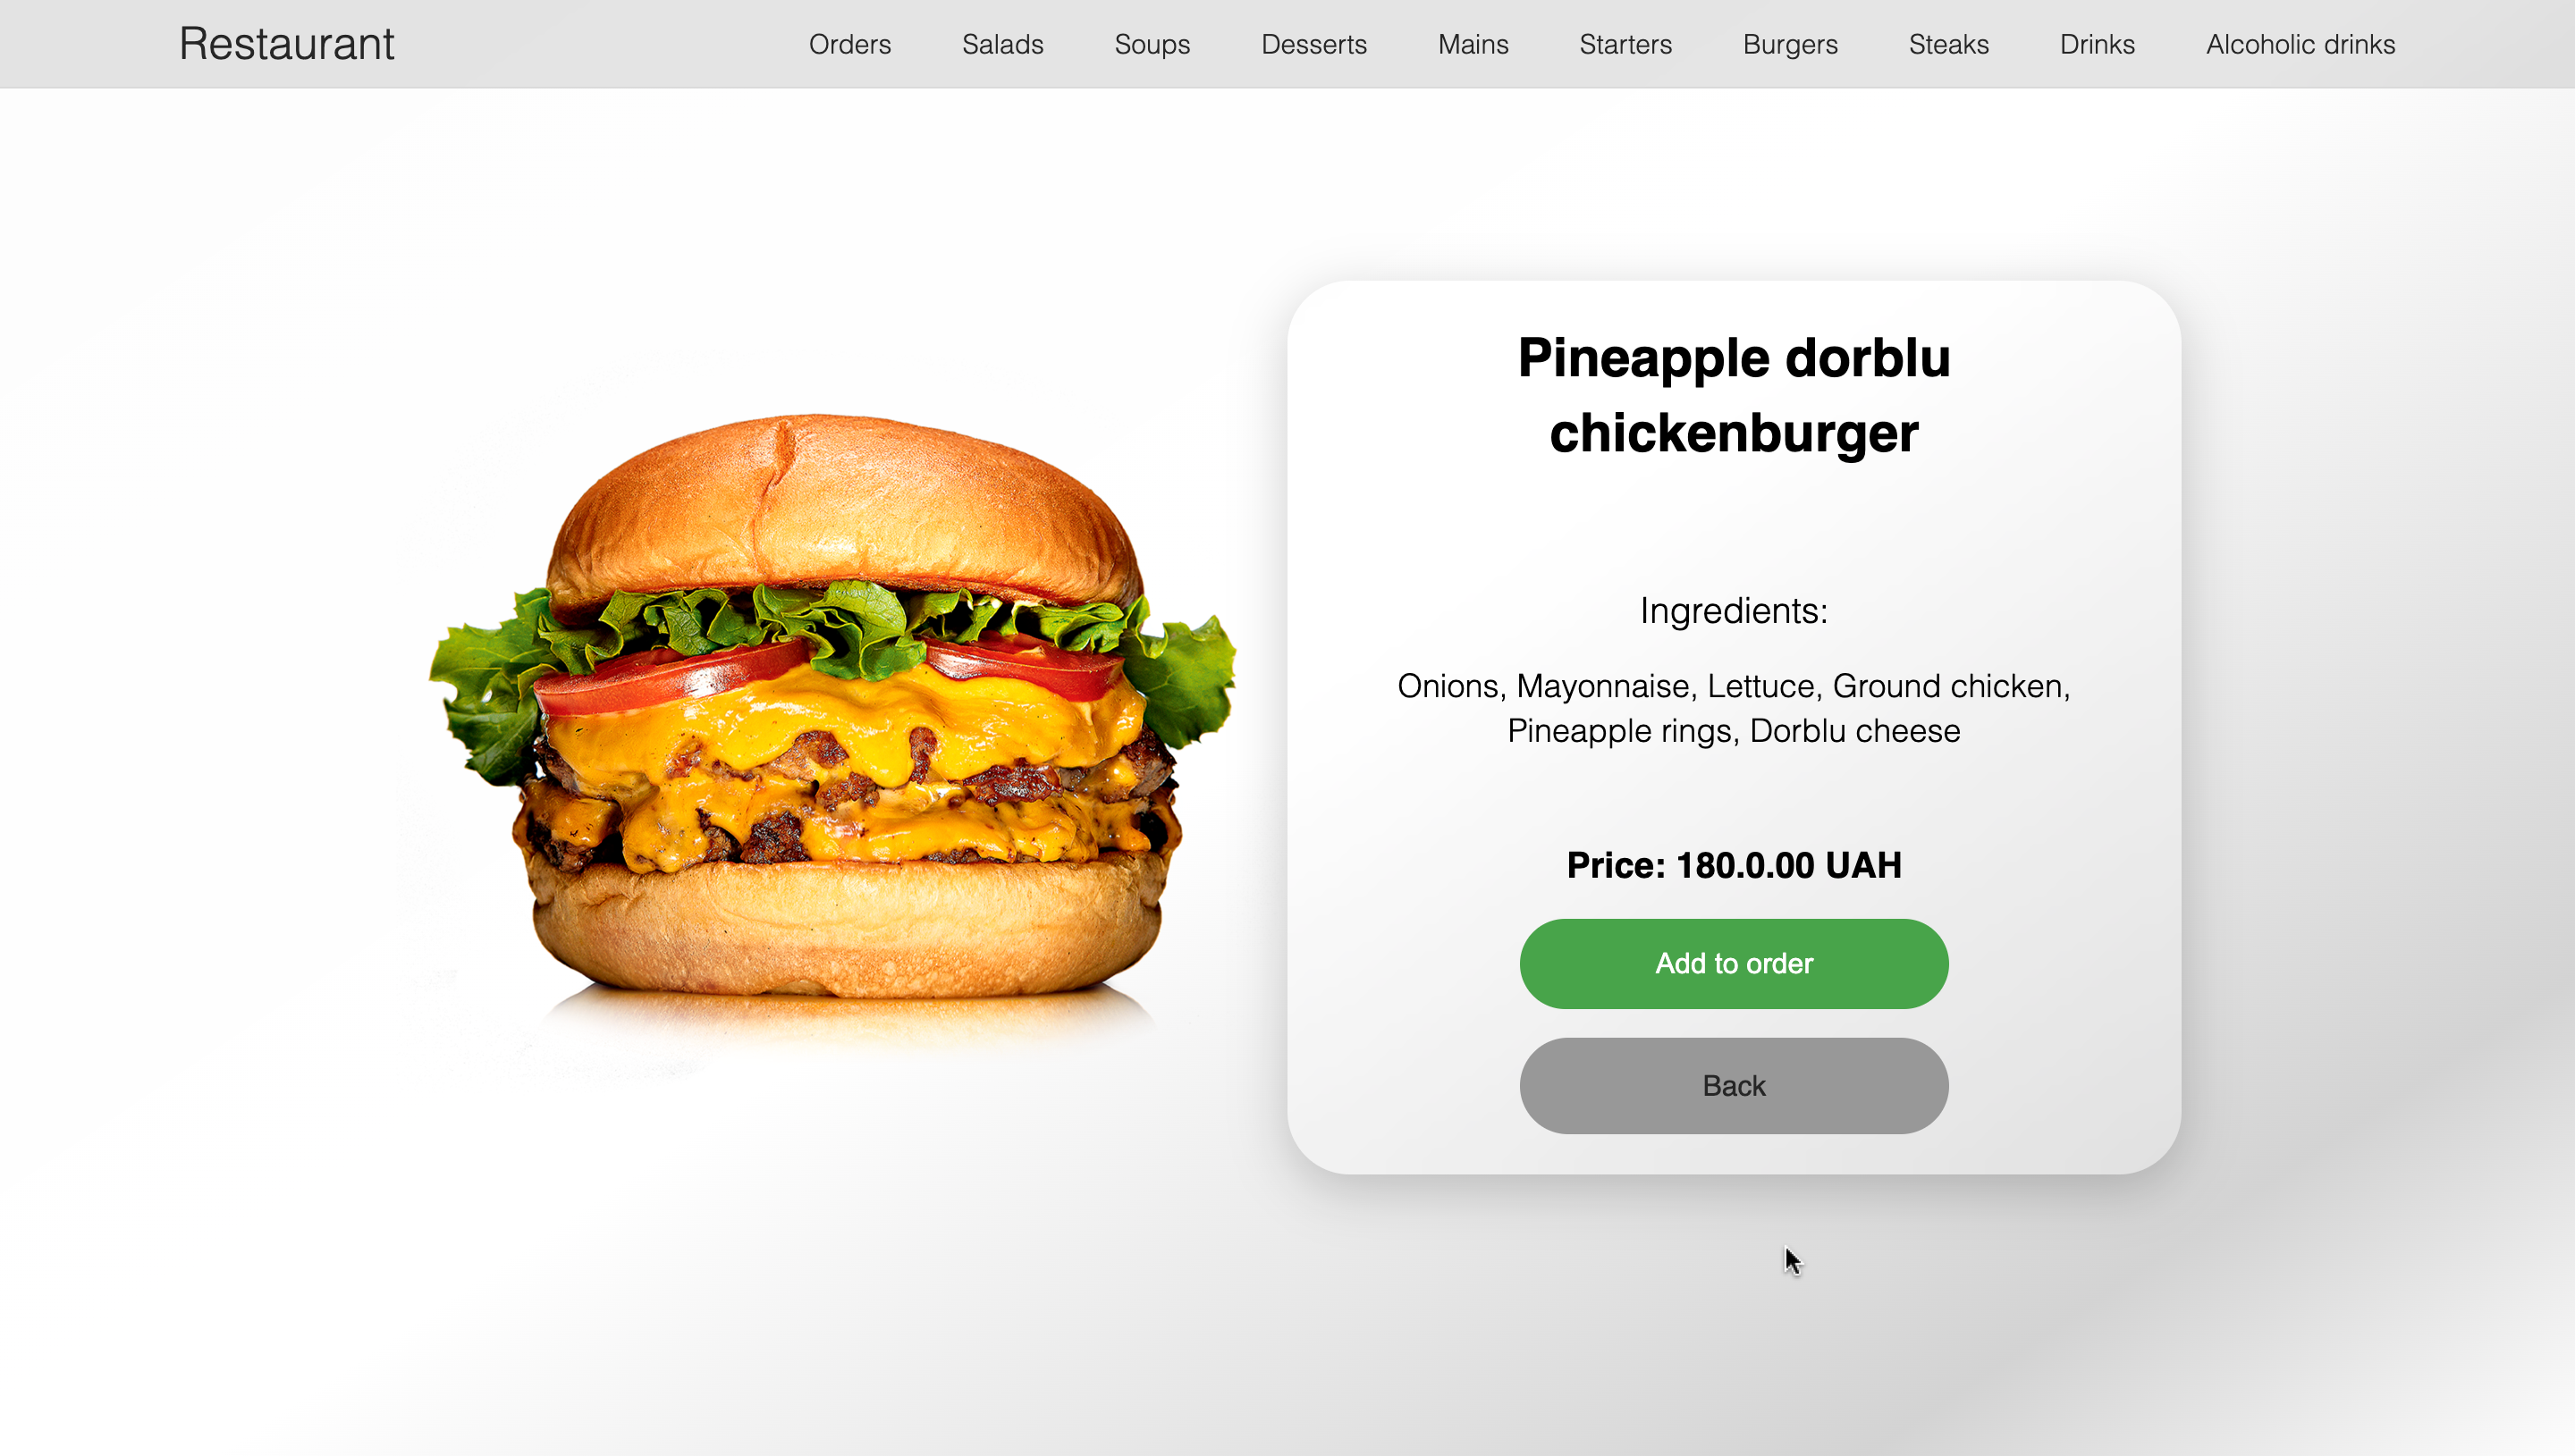 Restaurant
Orders Salads Soups Desserts Mains Starters Burgers Steaks Drinks Alcoholic drinks
Pineapple dorblu
chickenburger
Ingredients:
Onions, Mayonnaise, Lettuce, Ground chicken,
Pineapple rings, Dorblu cheese
Price: 180.0.00 UAH
Add to order
Back